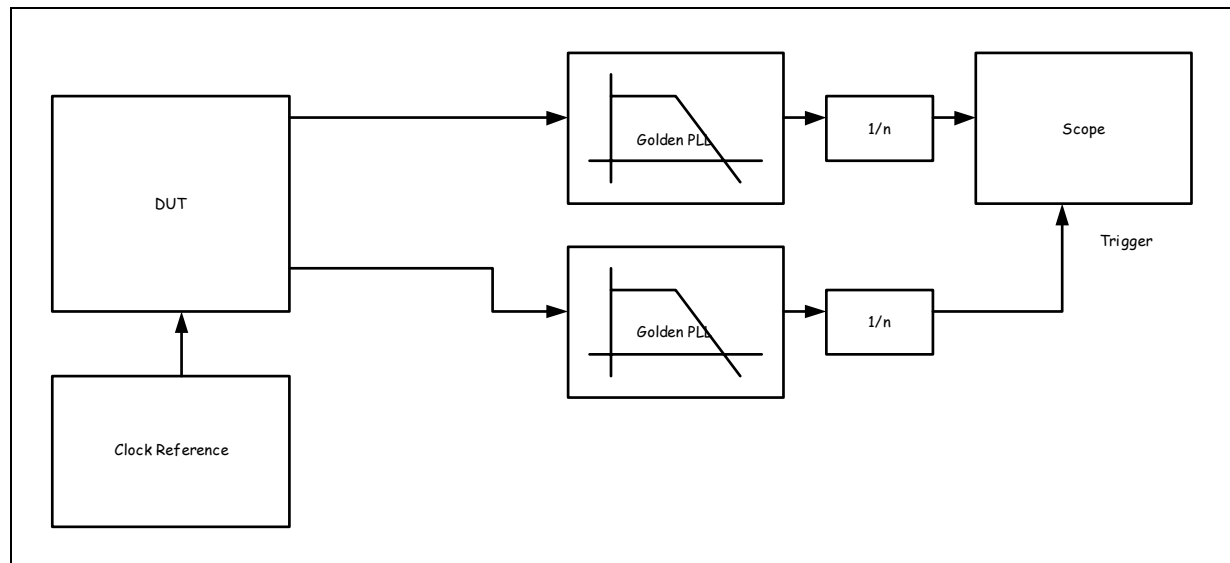 DUT
Golden PLL
1/n
Scope
Trigger
Golden PLL
1/n
Clock Reference